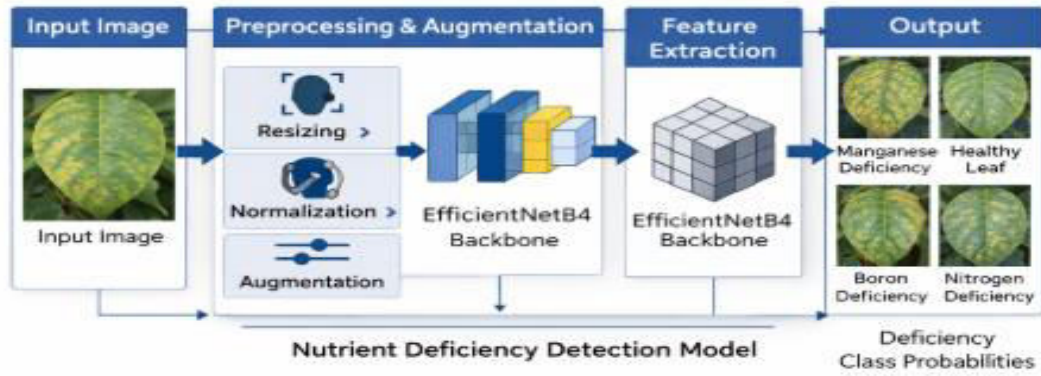 Input Image
Preprocessing & Augmentation
Feature
Extraction
Output
Input Image
Resizing >
Normalization >
Augmentation
EfficientNetB4
Backbone
EfficientNetB4
Backbone
Manganese
Deficiency
Healthy
Leaf
Boron
Deficiency
Nitrogen
Deficiency
Nutrient Deficiency Detection Model
Deficiency
Class Probabilities